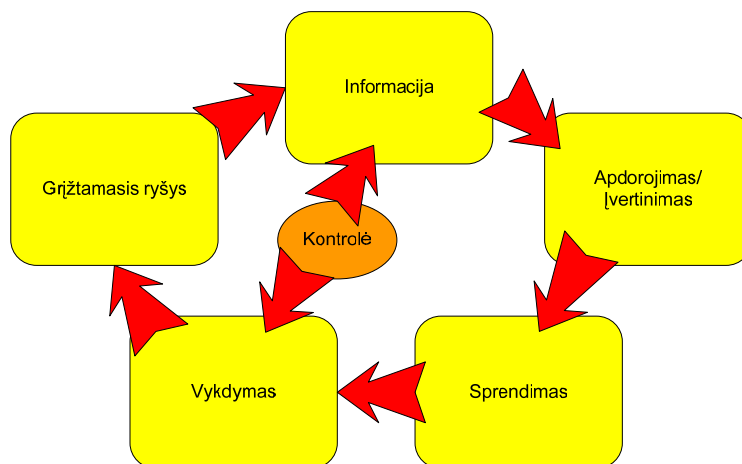 Informacija
Grįžtamasis ryšys
Apdorojimas/
Įvertinimas
Kontrolė
Vykdymas
Sprendimas